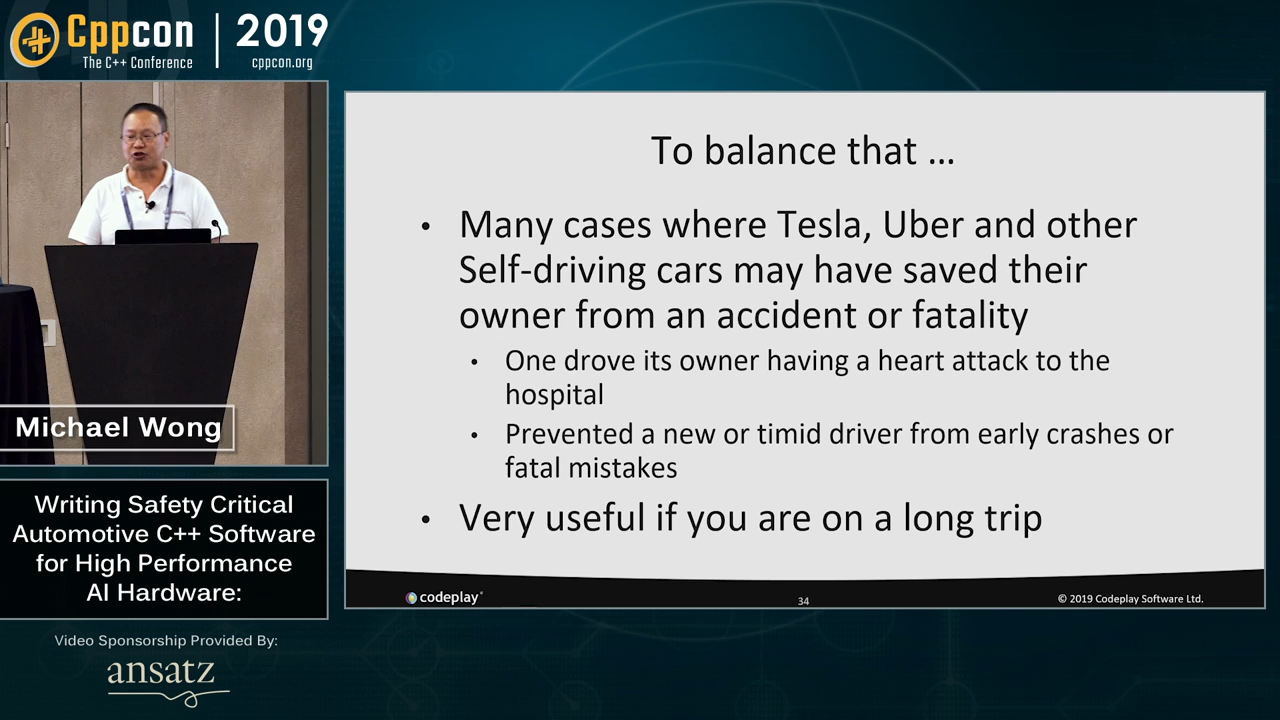 Cppcon
The C++ Conference
2019
cppcon.org
To balance that ...
• Many cases where Tesla, Uber and other
Self-driving cars may have saved their
owner from an accident or fatality
• One drove its owner having a heart attack to the
hospital
• Prevented a new or timid driver from early crashes or
fatal mistakes
• Very useful if you are on a long trip
codeplay
34
© 2019 Codeplay Software Ltd.
Michael Wong
Writing Safety Critical
Automotive C++ Software
for High Performance
AI Hardware:
Video Sponsorship Provided By:
ansatz